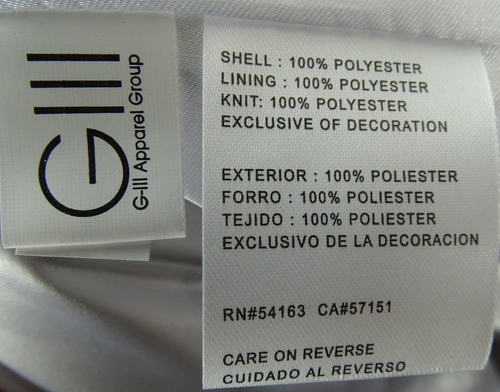 GIII
G-III Apparel Group
SHELL : 100% POLYESTER
LINING : 100% POLYESTER
KNIT: 100% POLYESTER
EXCLUSIVE OF DECORATION
EXTERIOR : 100% POLIESTER
FORRO : 100% POLIESTER
TEJIDO : 100% POLIESTER
EXCLUSIVO DE LA DECORACION
RN#54163 CA#57151
CARE ON REVERSE
CUIDADO AL REVERSO